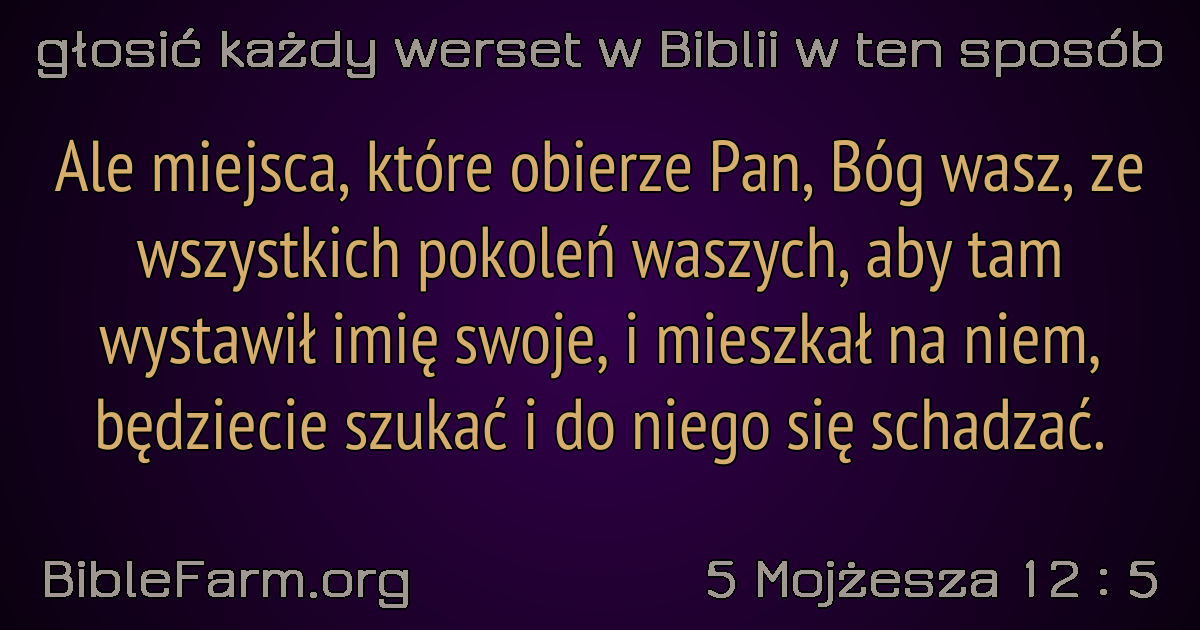 głosić każdy werset w Biblii w ten sposób
Ale miejsca, które obierze Pan, Bóg wasz, ze
wszystkich pokoleń waszych, aby tam
wystawił imię swoje, i mieszkał na niem,
będziecie szukać i do niego się schadzać.
BibleFarm.org
5 Mojżesza 12 : 5